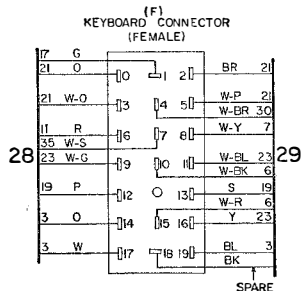 (F)
KEYBOARD CONNECTOR
(FEMALE)
17 G
21 O 0 1 2 BR 21
21 W-O 3 4 5 W-P 21
W-BR 30
11 R 6 7 8 W-Y 7
35 W-S
28 29
23 W-G 9 10 11 W-BL 23
W-BK 6
19 P 12 13 S 19
W-R 6
3 O 14 15 16 Y 23
3 W 17 18 19 BL 3
BK
SPARE